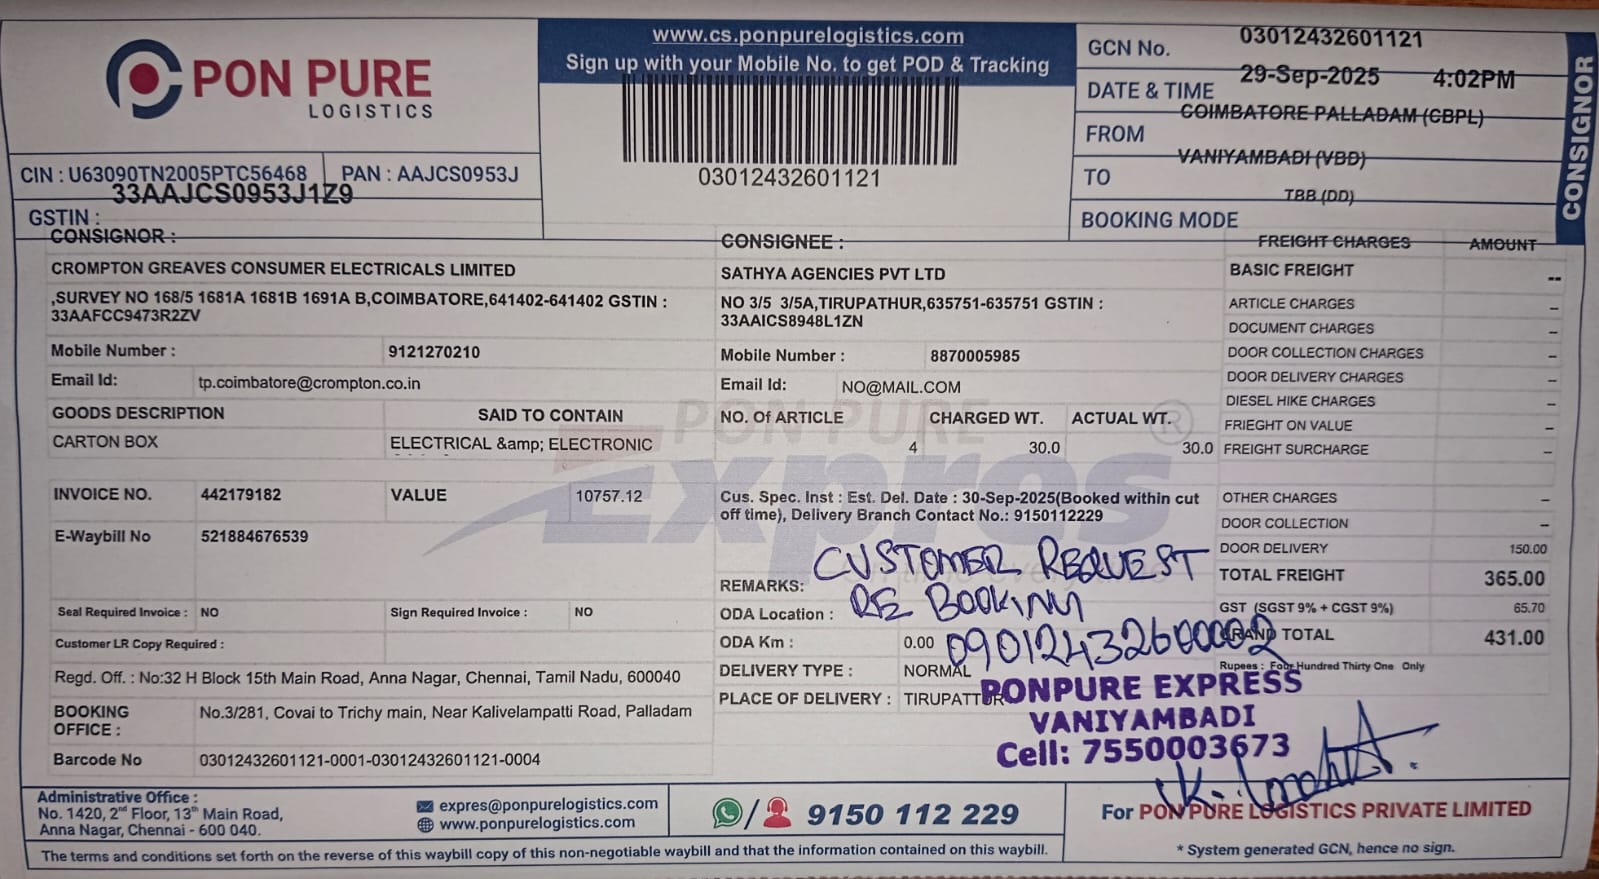 PON PURE
LOGISTICS
www.cs.ponpurelogistics.com
Sign up with your Mobile No. to get POD & Tracking
03012432601121
GCN No. 03012432601121
DATE & TIME 29-Sep-2025 4:02PM
FROM COIMBATORE PALLADAM (CBPL)
TO VANIYAMBADI (VBD)
BOOKING MODE TBB (DD)
CONSIGNOR
CIN : U63090TN2005PTC56468 PAN : AAJCS0953J
GSTIN : 33AAJCS0953J1Z9
CONSIGNOR :
CROMPTON GREAVES CONSUMER ELECTRICALS LIMITED
,SURVEY NO 168/5 1681A 1681B 1691A B,COIMBATORE,641402-641402 GSTIN :
33AAFCC9473R2ZV
Mobile Number : 9121270210
Email Id: tp.coimbatore@crompton.co.in
GOODS DESCRIPTION SAID TO CONTAIN
CARTON BOX ELECTRICAL &amp; ELECTRONIC
INVOICE NO. 442179182 VALUE 10757.12
E-Waybill No 521884676539
Seal Required Invoice : NO Sign Required Invoice : NO
Customer LR Copy Required :
Regd. Off. : No:32 H Block 15th Main Road, Anna Nagar, Chennai, Tamil Nadu, 600040
BOOKING OFFICE : No.3/281, Covai to Trichy main, Near Kalivelampatti Road, Palladam
Barcode No 03012432601121-0001-03012432601121-0004
CONSIGNEE :
SATHYA AGENCIES PVT LTD
NO 3/5 3/5A,TIRUPATHUR,635751-635751 GSTIN :
33AAICS8948L1ZN
Mobile Number : 8870005985
Email Id: NO@MAIL.COM
NO. Of ARTICLE CHARGED WT. ACTUAL WT.
4 30.0 30.0
PON PURE ®
Expros
Cus. Spec. Inst : Est. Del. Date : 30-Sep-2025(Booked within cut
off time), Delivery Branch Contact No.: 9150112229
REMARKS: CUSTOMER REQUEST
RE BOOKING
09012432600002
ODA Location :
ODA Km : 0.00
DELIVERY TYPE : NORMAL
PLACE OF DELIVERY : TIRUPATTUR
PONPURE EXPRESS
VANIYAMBADI
Cell: 7550003673
FREIGHT CHARGES AMOUNT
BASIC FREIGHT --
ARTICLE CHARGES –
DOCUMENT CHARGES –
DOOR COLLECTION CHARGES –
DOOR DELIVERY CHARGES –
DIESEL HIKE CHARGES –
FRIEGHT ON VALUE –
FREIGHT SURCHARGE –
OTHER CHARGES –
DOOR COLLECTION –
DOOR DELIVERY 150.00
TOTAL FREIGHT 365.00
GST (SGST 9% + CGST 9%) 65.70
GRAND TOTAL 431.00
Rupees : Four Hundred Thirty One Only
Administrative Office :
No. 1420, 2nd Floor, 13th Main Road,
Anna Nagar, Chennai - 600 040.
expres@ponpurelogistics.com
www.ponpurelogistics.com
/ 9150 112 229
For PON PURE LOGISTICS PRIVATE LIMITED
The terms and conditions set forth on the reverse of this waybill copy of this non-negotiable waybill and that the information contained on this waybill.
* System generated GCN, hence no sign.